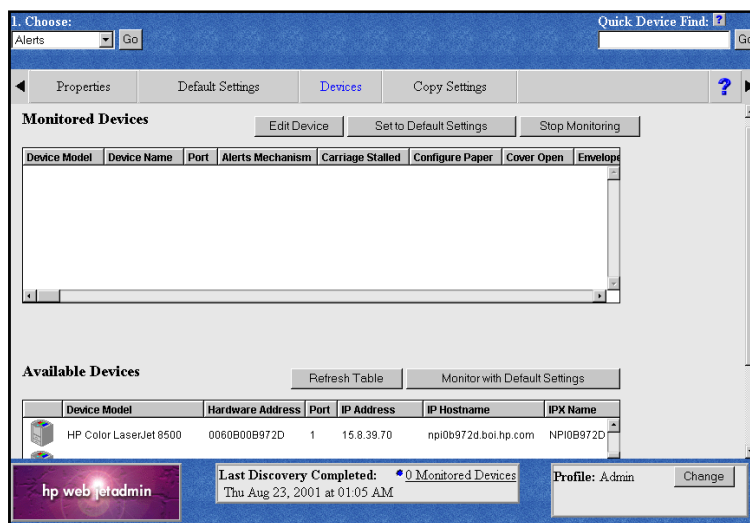 1. Choose: Quick Device Find: ?
Alerts Go Go
Properties Default Settings Devices Copy Settings ?
Monitored Devices Edit Device Set to Default Settings Stop Monitoring
Device Model Device Name Port Alerts Mechanism Carriage Stalled Configure Paper Cover Open Envelope
Available Devices Refresh Table Monitor with Default Settings
Device Model Hardware Address Port IP Address IP Hostname IPX Name
HP Color LaserJet 8500 0060B00B972D 1 15.8.39.70 npi0b972d.boi.hp.com NPI0B972D
hp web jetadmin
Last Discovery Completed: 0 Monitored Devices
Thu Aug 23, 2001 at 01:05 AM
Profile: Admin Change